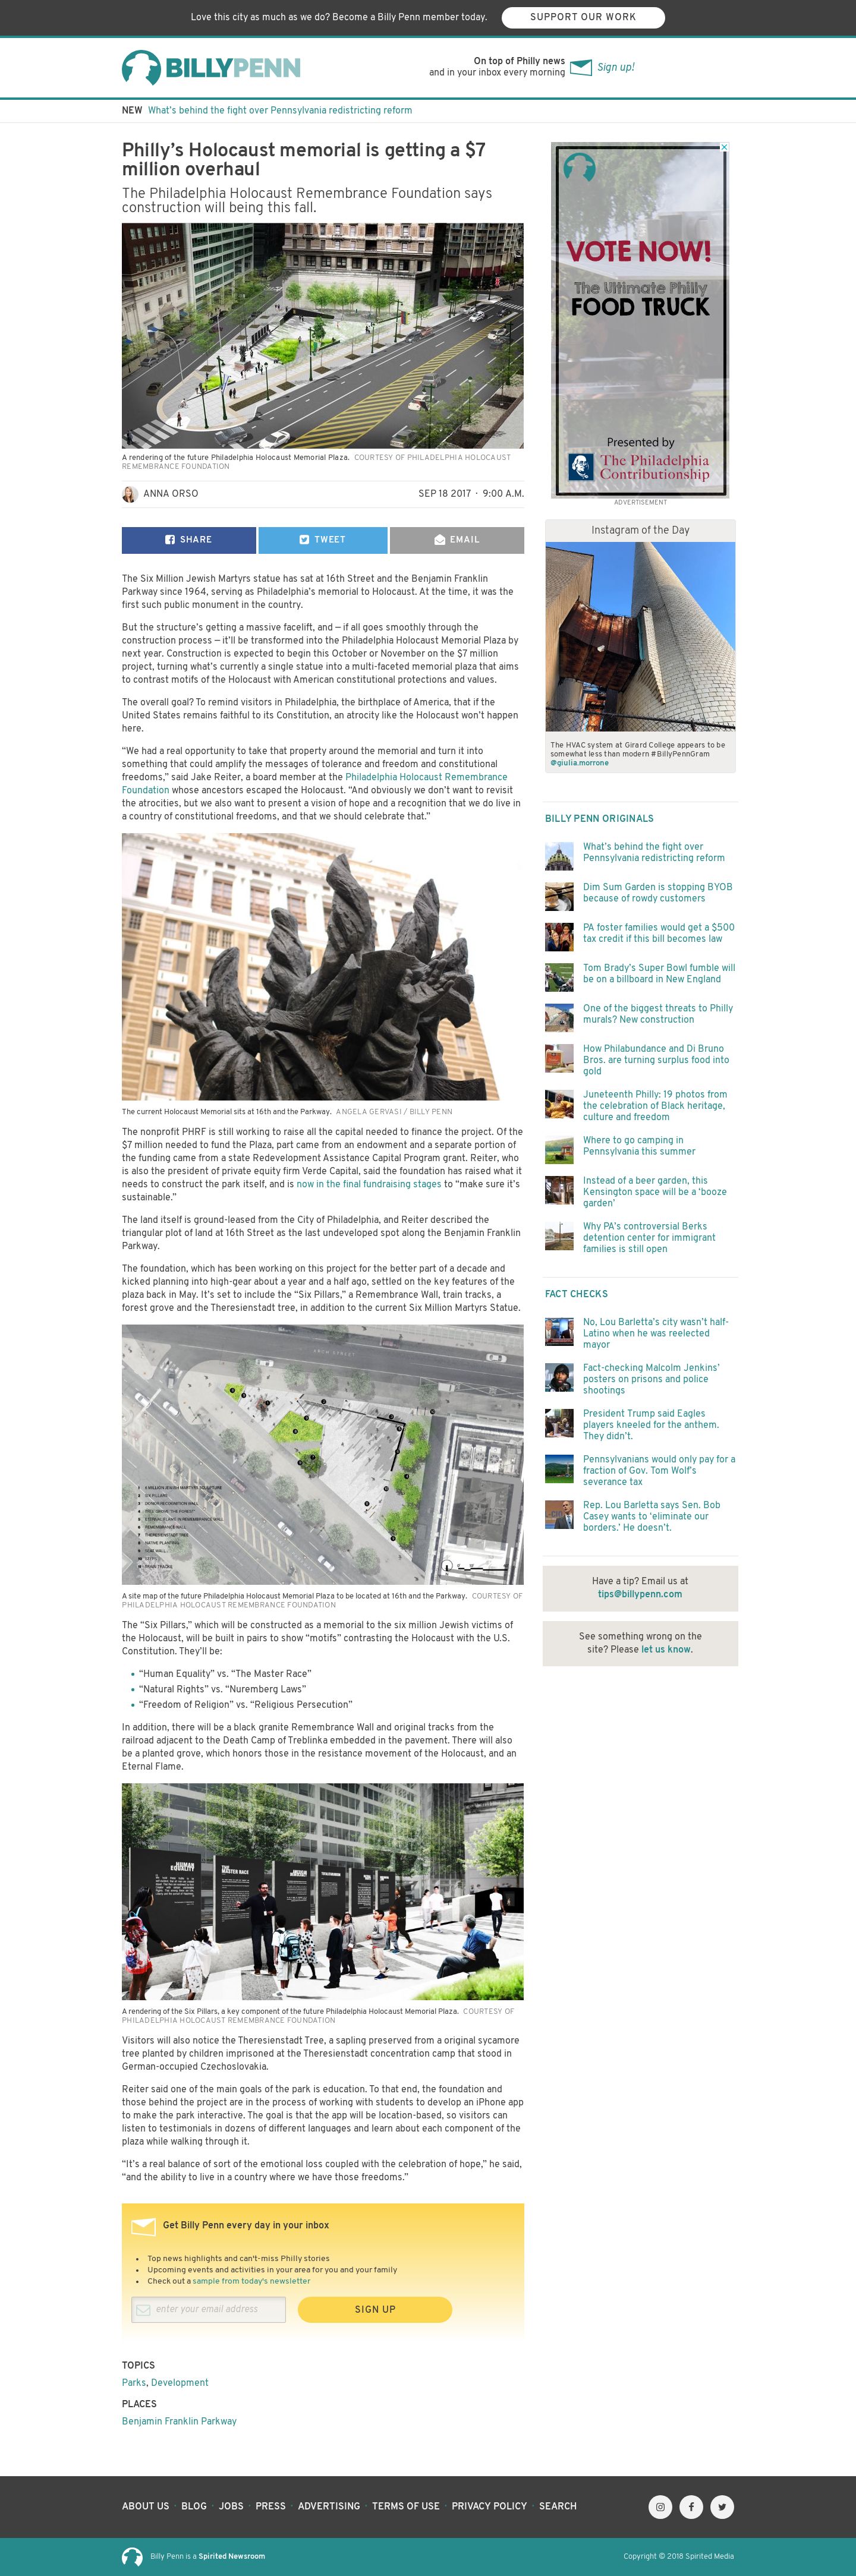 Love this city as much as we do? Become a Billy Penn member today.
SUPPORT OUR WORK
BILLYPENN
On top of Philly news
and in your inbox every morning
Sign up!
NEW What's behind the fight over Pennsylvania redistricting reform
Philly's Holocaust memorial is getting a $7
million overhaul
The Philadelphia Holocaust Remembrance Foundation says
construction will being this fall.
A rendering of the future Philadelphia Holocaust Memorial Plaza. COURTESY OF PHILADELPHIA HOLOCAUST
REMEMBRANCE FOUNDATION
ANNA ORSO
SEP 18 2017 · 9:00 A.M.
SHARE
TWEET
EMAIL
The Six Million Jewish Martyrs statue has sat at 16th Street and the Benjamin Franklin
Parkway since 1964, serving as Philadelphia's memorial to Holocaust. At the time, it was the
first such public monument in the country.
But the structure's getting a massive facelift, and — if all goes smoothly through the
construction process — it'll be transformed into the Philadelphia Holocaust Memorial Plaza by
next year. Construction is expected to begin this October or November on the $7 million
project, turning what's currently a single statue into a multi-faceted memorial plaza that aims
to contrast motifs of the Holocaust with American constitutional protections and values.
The overall goal? To remind visitors in Philadelphia, the birthplace of America, that if the
United States remains faithful to its Constitution, an atrocity like the Holocaust won't happen
here.
“We had a real opportunity to take that property around the memorial and turn it into
something that could amplify the messages of tolerance and freedom and constitutional
freedoms,” said Jake Reiter, a board member at the Philadelphia Holocaust Remembrance
Foundation whose ancestors escaped the Holocaust. “And obviously we don't want to revisit
the atrocities, but we also want to present a vision of hope and a recognition that we do live in
a country of constitutional freedoms, and that we should celebrate that.”
The current Holocaust Memorial sits at 16th and the Parkway. ANGELA GERVASI / BILLY PENN
The nonprofit PHRF is still working to raise all the capital needed to finance the project. Of the
$7 million needed to fund the Plaza, part came from an endowment and a separate portion of
the funding came from a state Redevelopment Assistance Capital Program grant. Reiter, who
is also the president of private equity firm Verde Capital, said the foundation has raised what it
needs to construct the park itself, and is now in the final fundraising stages to “make sure it's
sustainable.”
The land itself is ground-leased from the City of Philadelphia, and Reiter described the
triangular plot of land at 16th Street as the last undeveloped spot along the Benjamin Franklin
Parkway.
The foundation, which has been working on this project for the better part of a decade and
kicked planning into high-gear about a year and a half ago, settled on the key features of the
plaza back in May. It's set to include the “Six Pillars,” a Remembrance Wall, train tracks, a
forest grove and the Theresienstadt tree, in addition to the current Six Million Martyrs Statue.
ARCH STREET
1 6 MILLION JEWISH MARTYRS SCULPTURE
2 SIX PILLARS
3 DONOR RECOGNITION WALL
4 TREE GROVE "THE FOREST"
5 ETERNAL FLAME IN REMEMBRANCE WALL
6 REMEMBRANCE WALL
7 THERESIENSTADT TREE
8 NATIVE PLANTING
9 SEAT WALL
10 STEPS
11 TRAIN TRACKS
A site map of the future Philadelphia Holocaust Memorial Plaza to be located at 16th and the Parkway. COURTESY OF
PHILADELPHIA HOLOCAUST REMEMBRANCE FOUNDATION
The “Six Pillars,” which will be constructed as a memorial to the six million Jewish victims of
the Holocaust, will be built in pairs to show “motifs” contrasting the Holocaust with the U.S.
Constitution. They'll be:
• “Human Equality” vs. “The Master Race”
• “Natural Rights” vs. “Nuremberg Laws”
• “Freedom of Religion” vs. “Religious Persecution”
In addition, there will be a black granite Remembrance Wall and original tracks from the
railroad adjacent to the Death Camp of Treblinka embedded in the pavement. There will also
be a planted grove, which honors those in the resistance movement of the Holocaust, and an
Eternal Flame.
HUMAN
EQUALITY
THE
MASTER RACE
A rendering of the Six Pillars, a key component of the future Philadelphia Holocaust Memorial Plaza. COURTESY OF
PHILADELPHIA HOLOCAUST REMEMBRANCE FOUNDATION
Visitors will also notice the Theresienstadt Tree, a sapling preserved from a original sycamore
tree planted by children imprisoned at the Theresienstadt concentration camp that stood in
German-occupied Czechoslovakia.
Reiter said one of the main goals of the park is education. To that end, the foundation and
those behind the project are in the process of working with students to develop an iPhone app
to make the park interactive. The goal is that the app will be location-based, so visitors can
listen to testimonials in dozens of different languages and learn about each component of the
plaza while walking through it.
“It's a real balance of sort of the emotional loss coupled with the celebration of hope,” he said,
“and the ability to live in a country where we have those freedoms.”
Get Billy Penn every day in your inbox
• Top news highlights and can't-miss Philly stories
• Upcoming events and activities in your area for you and your family
• Check out a sample from today's newsletter
enter your email address
SIGN UP
TOPICS
Parks, Development
PLACES
Benjamin Franklin Parkway
VOTE NOW!
The Ultimate Philly
FOOD TRUCK
Presented by
The Philadelphia
Contributionship
ADVERTISEMENT
Instagram of the Day
The HVAC system at Girard College appears to be
somewhat less than modern #BillyPennGram
@giulia.morrone
BILLY PENN ORIGINALS
What's behind the fight over
Pennsylvania redistricting reform
Dim Sum Garden is stopping BYOB
because of rowdy customers
PA foster families would get a $500
tax credit if this bill becomes law
Tom Brady's Super Bowl fumble will
be on a billboard in New England
One of the biggest threats to Philly
murals? New construction
How Philabundance and Di Bruno
Bros. are turning surplus food into
gold
Juneteenth Philly: 19 photos from
the celebration of Black heritage,
culture and freedom
Where to go camping in
Pennsylvania this summer
Instead of a beer garden, this
Kensington space will be a ‘booze
garden’
Why PA's controversial Berks
detention center for immigrant
families is still open
FACT CHECKS
No, Lou Barletta's city wasn't half-
Latino when he was reelected
mayor
Fact-checking Malcolm Jenkins'
posters on prisons and police
shootings
President Trump said Eagles
players kneeled for the anthem.
They didn't.
Pennsylvanians would only pay for a
fraction of Gov. Tom Wolf's
severance tax
Rep. Lou Barletta says Sen. Bob
Casey wants to ‘eliminate our
borders.’ He doesn't.
Have a tip? Email us at
tips@billypenn.com
See something wrong on the
site? Please let us know.
ABOUT US · BLOG · JOBS · PRESS · ADVERTISING · TERMS OF USE · PRIVACY POLICY · SEARCH
Billy Penn is a Spirited Newsroom
Copyright © 2018 Spirited Media